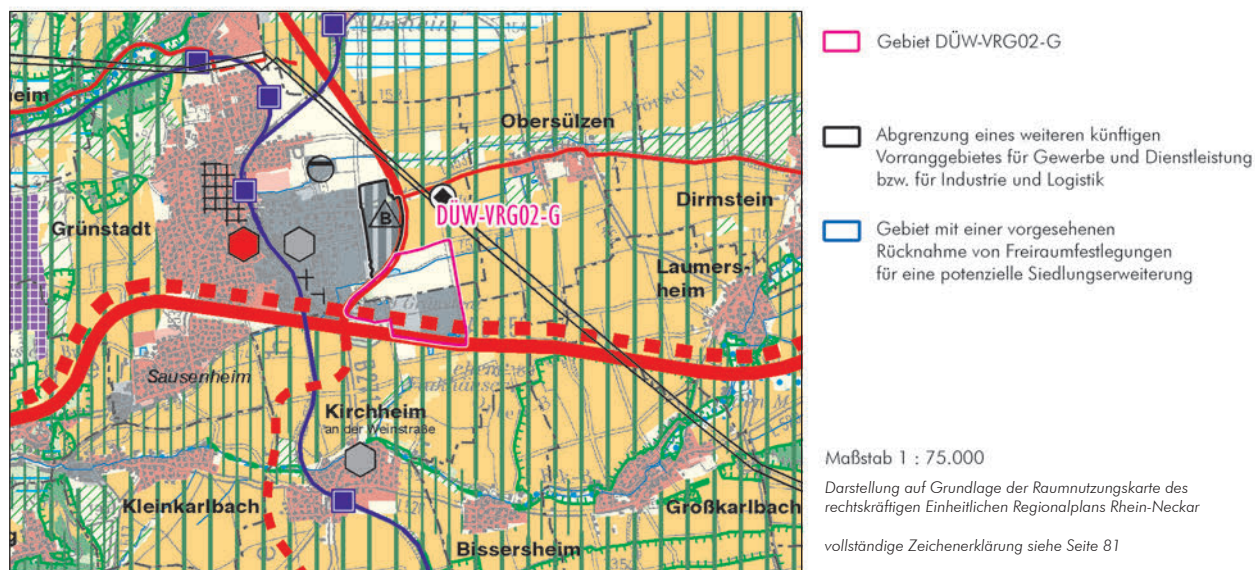 Obersülzen
Dirmstein
DÜW-VRG02-G
Grünstadt
B
Laumers-
heim
Sausenheim
Kirchheim
an der Weinstraße
Kleinkarlbach
Großkarlbach
Bissersheim
Gebiet DÜW-VRG02-G
Abgrenzung eines weiteren künftigen
Vorranggebietes für Gewerbe und Dienstleistung
bzw. für Industrie und Logistik
Gebiet mit einer vorgesehenen
Rücknahme von Freiraumfestlegungen
für eine potenzielle Siedlungserweiterung
Maßstab 1 : 75.000
Darstellung auf Grundlage der Raumnutzungskarte des
rechtskräftigen Einheitlichen Regionalplans Rhein-Neckar
vollständige Zeichenerklärung siehe Seite 81